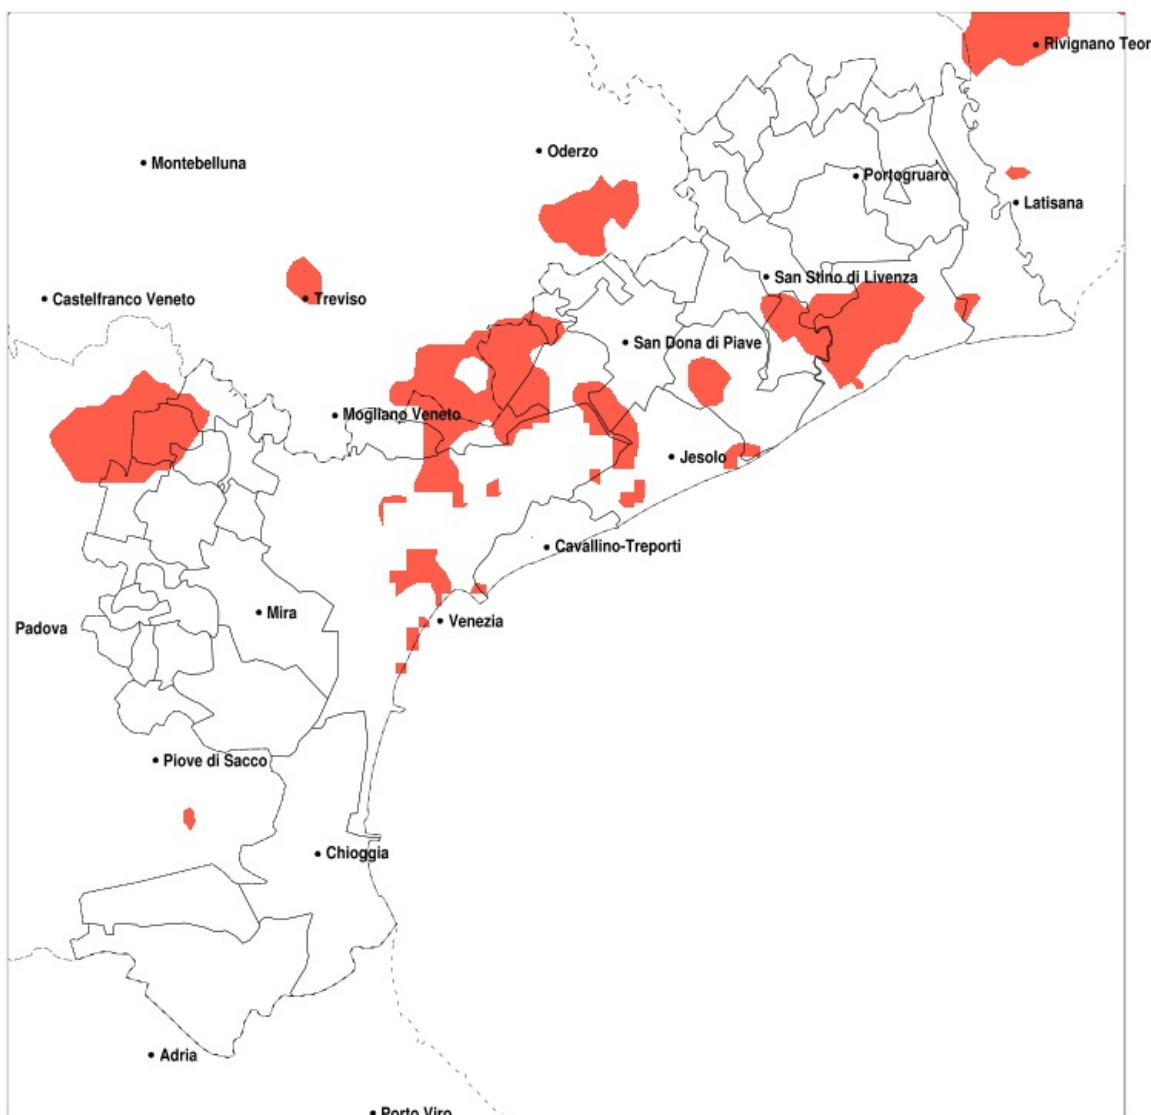 Rivignano Teor
Oderzo
Montebelluna
Portogruaro
Latisana
San Stino di Livenza
Castelfranco Veneto
Treviso
San Dona di Piave
Mogliano Veneto
Jesolo
Cavallino-Treporti
Mira
Venezia
Padova
Piove di Sacco
Chioggia
Adria
Porto Viro